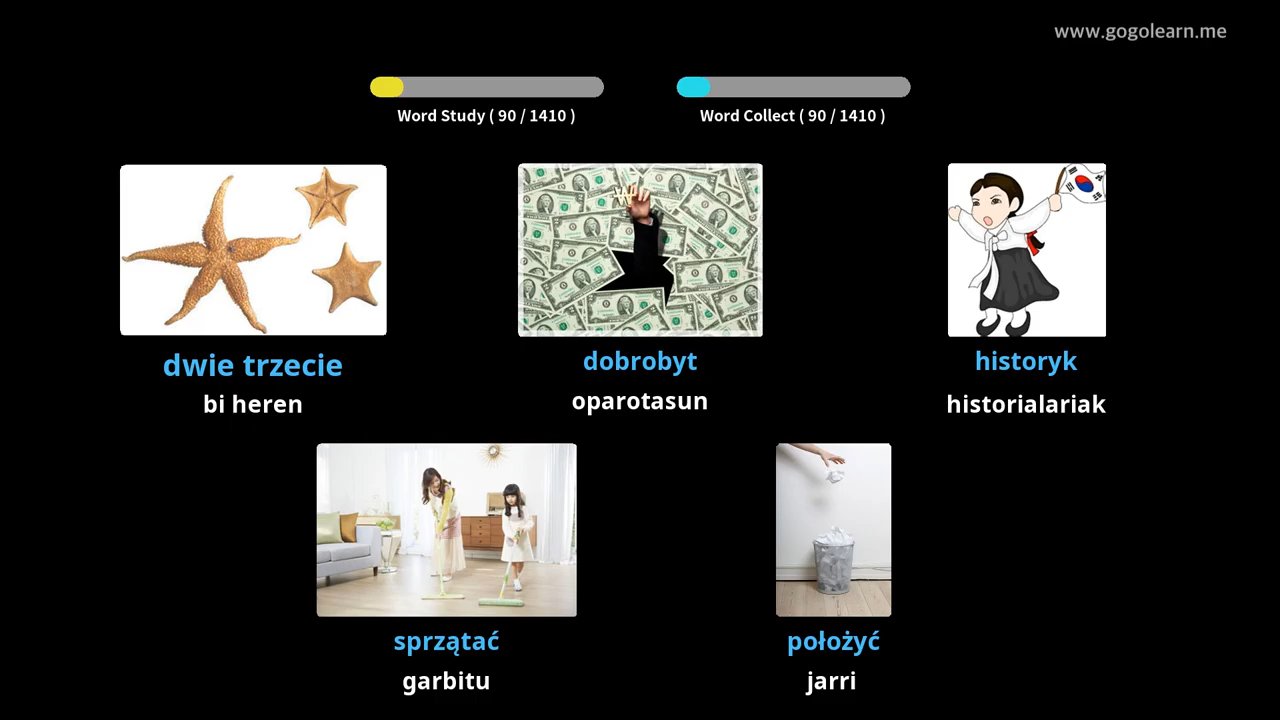 www.gogolearn.me
Word Study ( 90 / 1410 )
Word Collect ( 90 / 1410 )
dwie trzecie
bi heren
dobrobyt
oparotasun
historyk
historialariak
sprzątać
garbitu
położyć
jarri